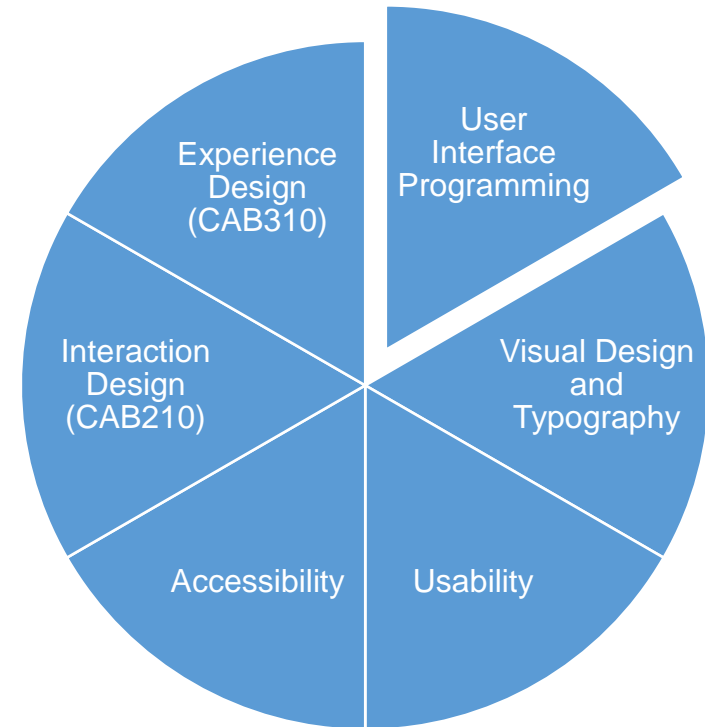 User
Interface
Programming
Visual Design
and
Typography
Usability
Accessibility
Interaction
Design
(CAB210)
Experience
Design
(CAB310)